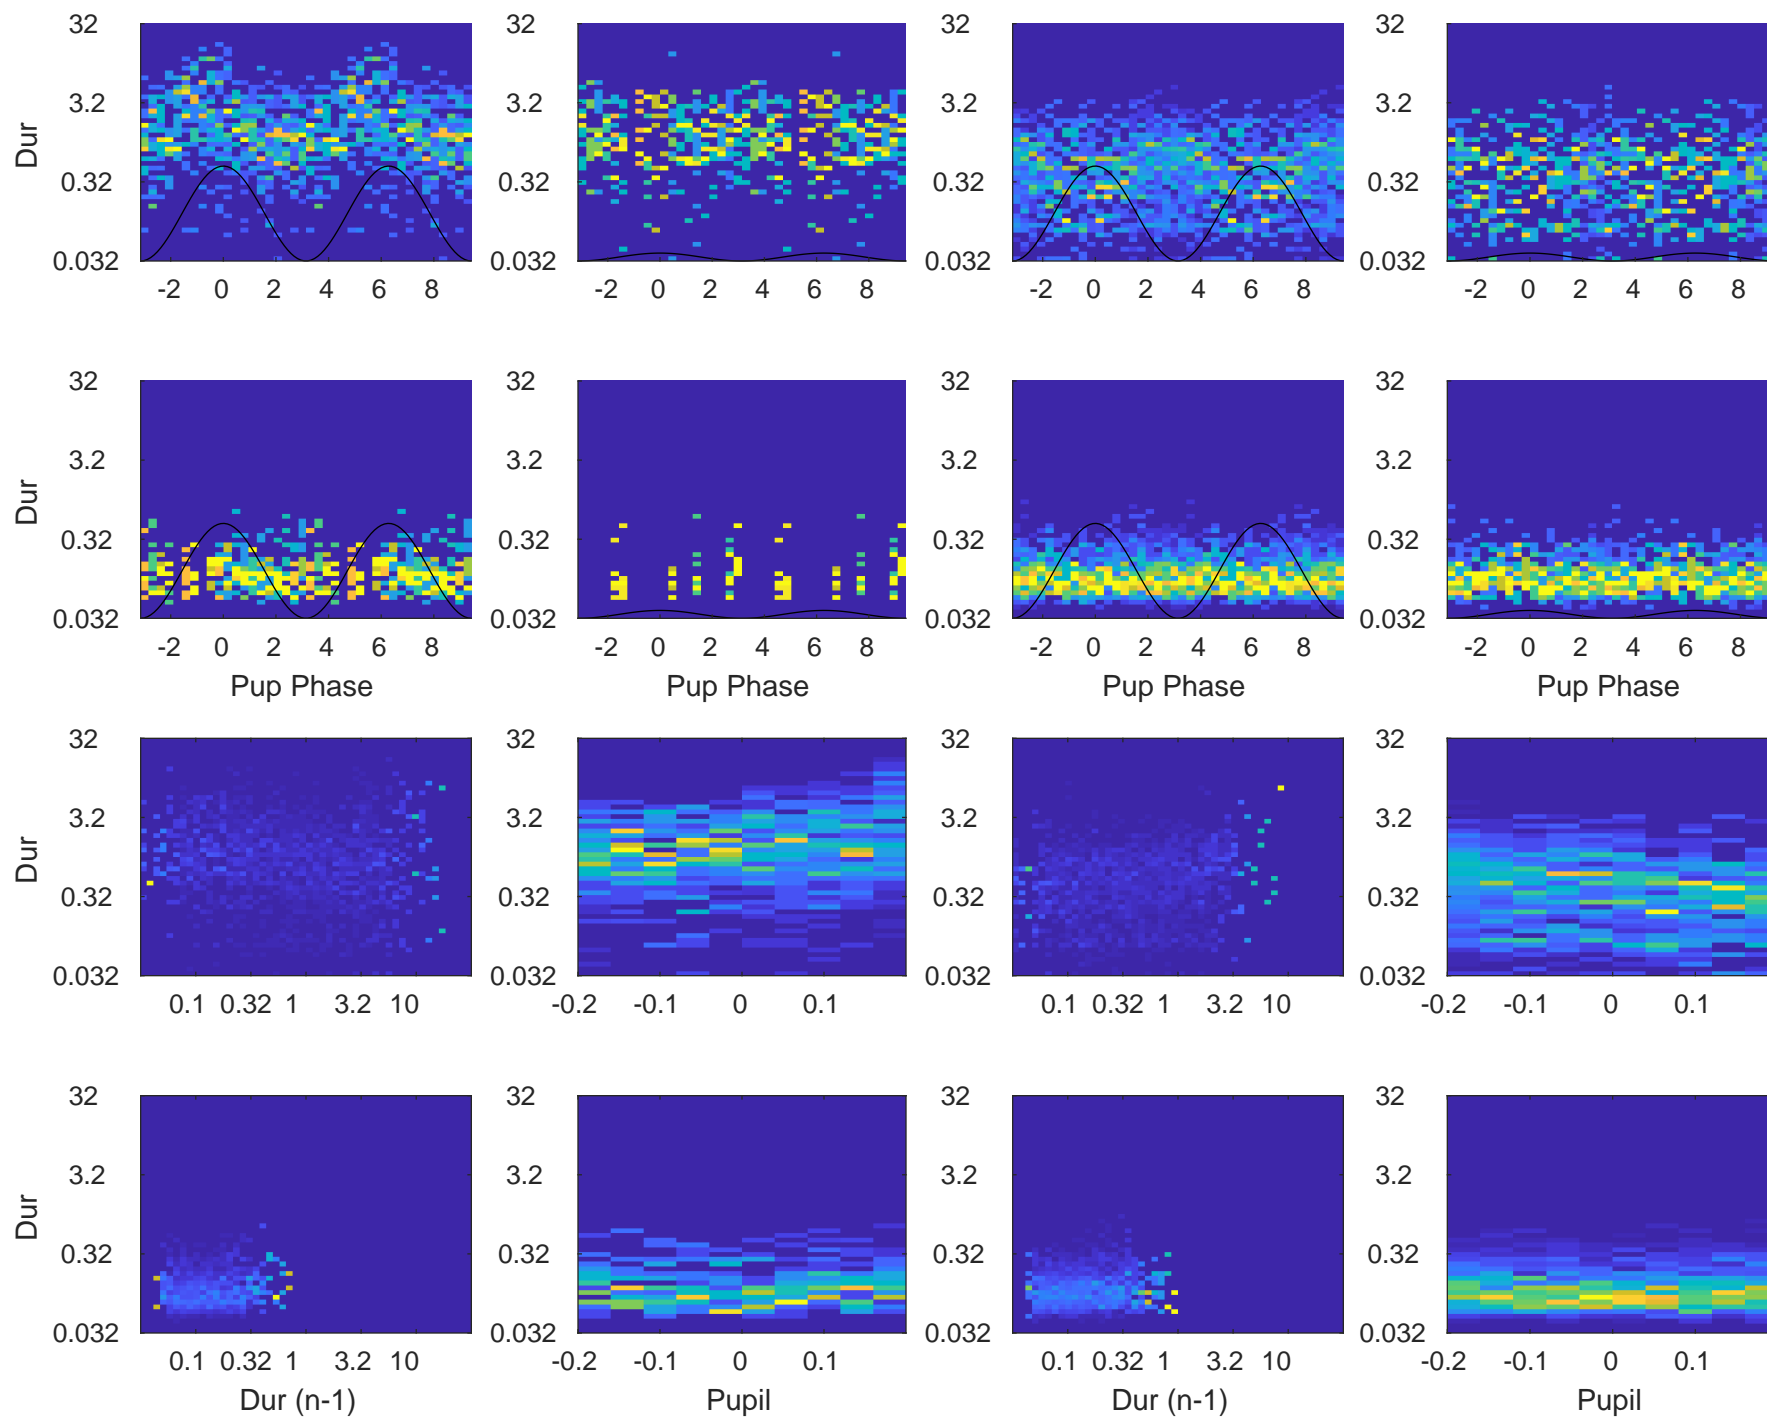 32 32 32 32
3.2 3.2 3.2 3.2
Dur
0.32 0.32 0.32 0.32
0.032 0.032 0.032 0.032
-2 0 2 4 6 8 -2 0 2 4 6 8 -2 0 2 4 6 8 -2 0 2 4 6 8
32 32 32 32
3.2 3.2 3.2 3.2
Dur
0.32 0.32 0.32 0.32
0.032 0.032 0.032 0.032
-2 0 2 4 6 8 -2 0 2 4 6 8 -2 0 2 4 6 8 -2 0 2 4 6 8
Pup Phase Pup Phase Pup Phase Pup Phase
32 32 32 32
3.2 3.2 3.2 3.2
Dur
0.32 0.32 0.32 0.32
0.032 0.032 0.032 0.032
0.1 0.32 1 3.2 10 -0.2 -0.1 0 0.1 0.1 0.32 1 3.2 10 -0.2 -0.1 0 0.1
32 32 32 32
3.2 3.2 3.2 3.2
Dur
0.32 0.32 0.32 0.32
0.032 0.032 0.032 0.032
0.1 0.32 1 3.2 10 -0.2 -0.1 0 0.1 0.1 0.32 1 3.2 10 -0.2 -0.1 0 0.1
Dur (n-1) Pupil Dur (n-1) Pupil